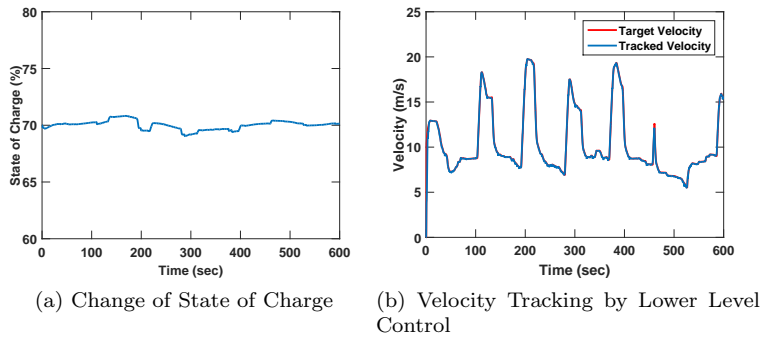 80
75
70
65
60
State of Charge (%)
0 100 200 300 400 500 600
Time (sec)
(a) Change of State of Charge
25
20
15
10
5
0
Velocity (m/s)
Target Velocity
Tracked Velocity
0 100 200 300 400 500 600
Time (sec)
(b) Velocity Tracking by Lower Level
Control